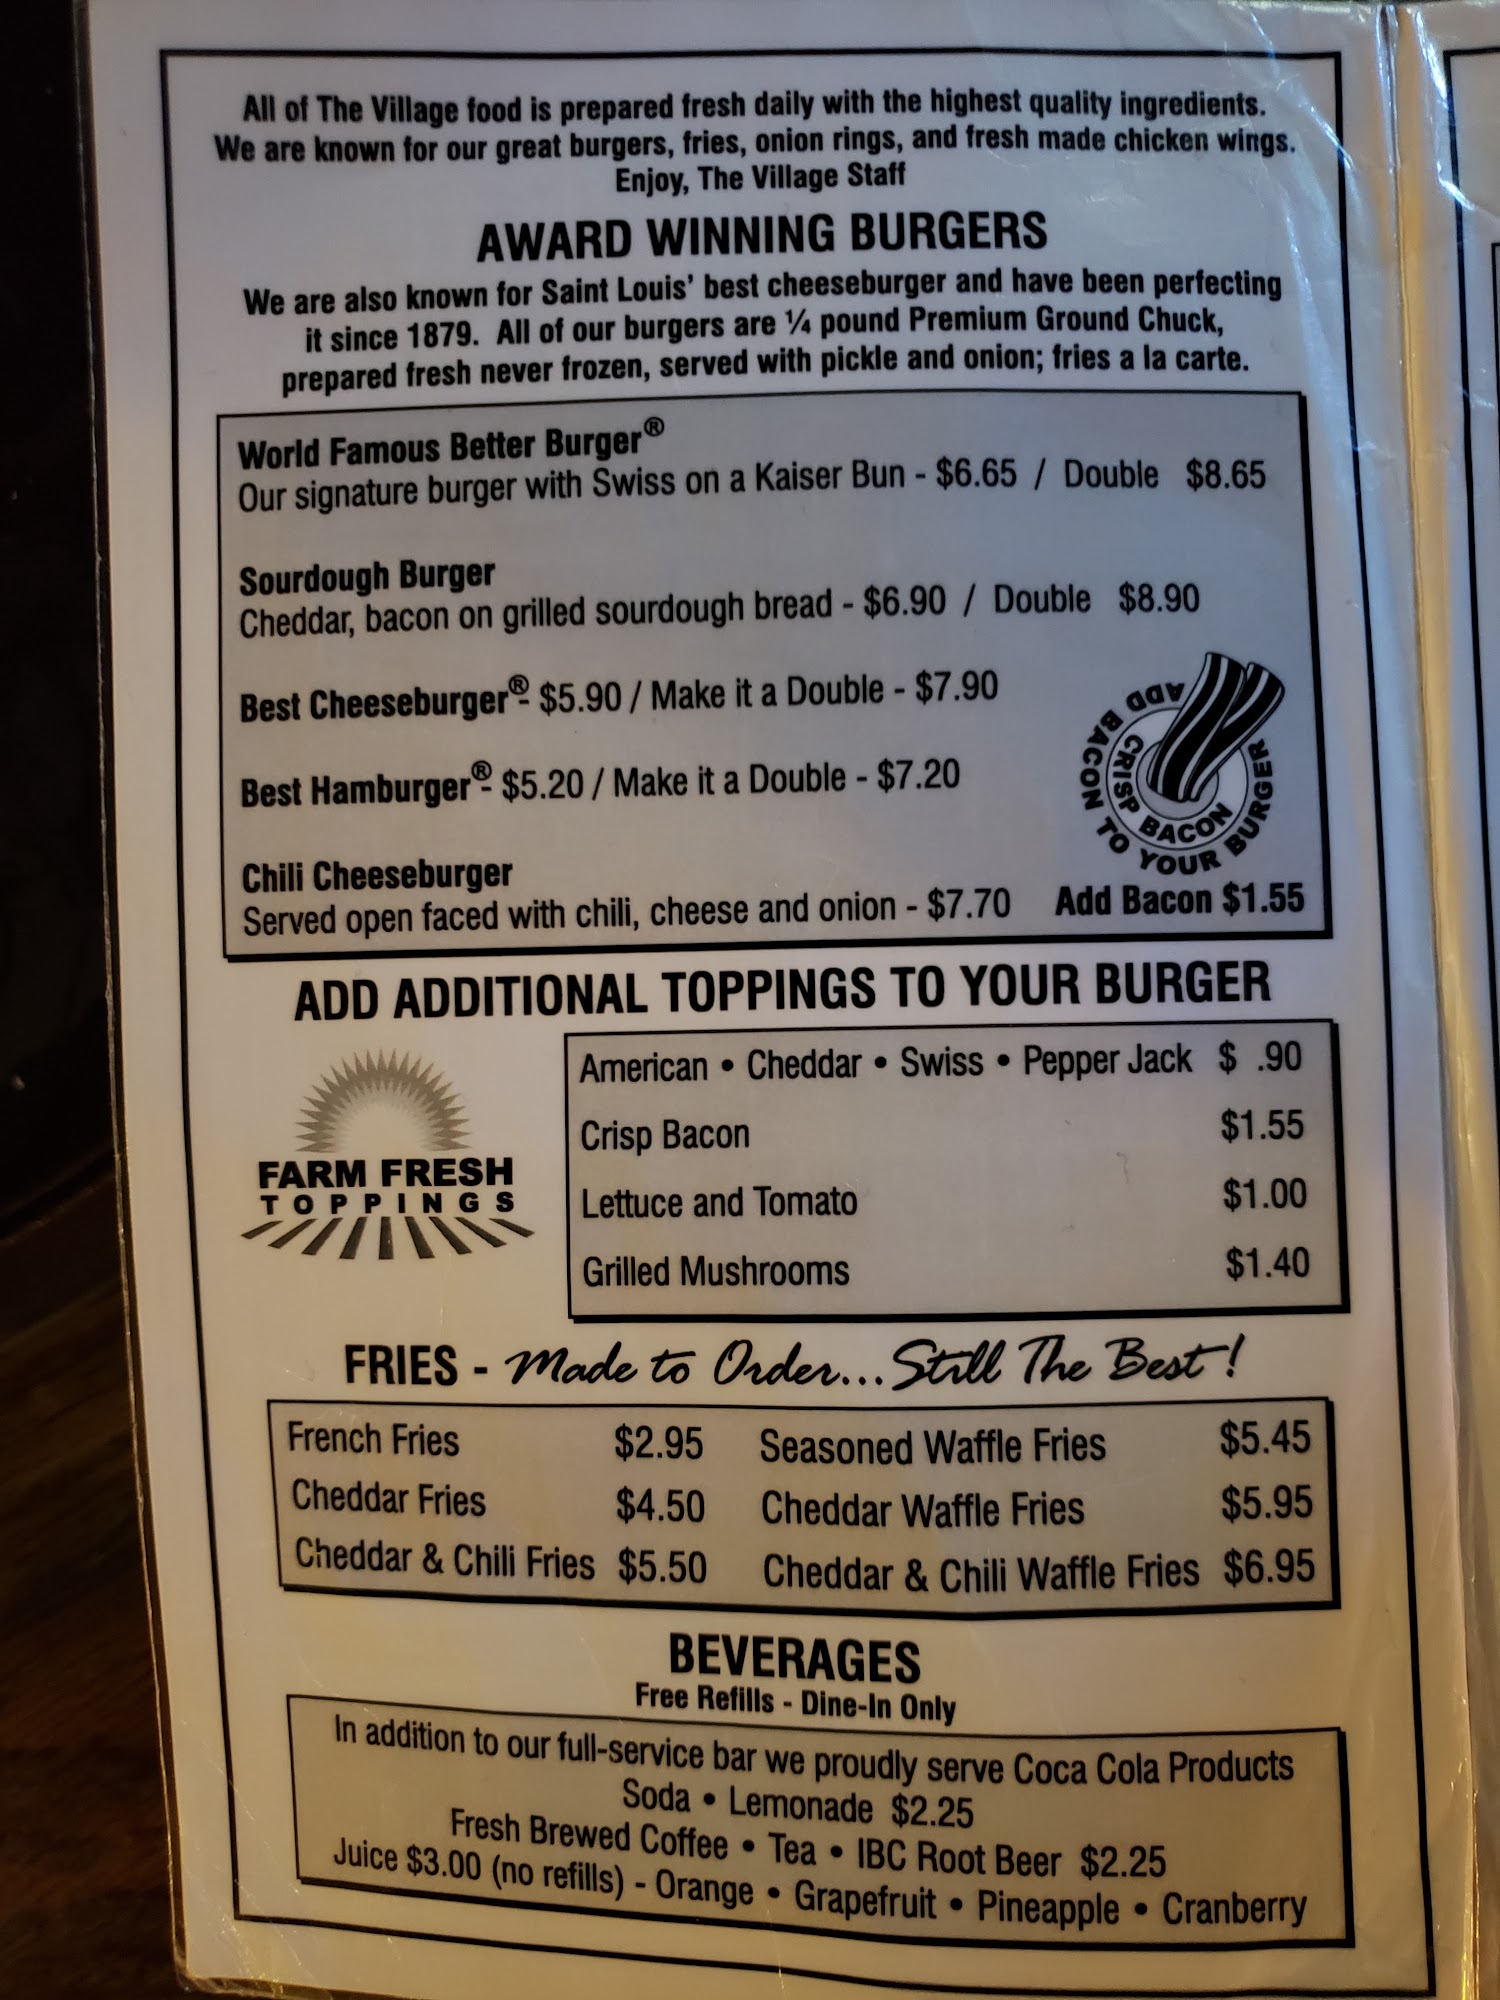 All of The Village food is prepared fresh daily with the highest quality ingredients.
We are known for our great burgers, fries, onion rings, and fresh made chicken wings.
Enjoy, The Village Staff
AWARD WINNING BURGERS
We are also known for Saint Louis' best cheeseburger and have been perfecting
it since 1879. All of our burgers are ¼ pound Premium Ground Chuck,
prepared fresh never frozen, served with pickle and onion; fries a la carte.
World Famous Better Burger®
Our signature burger with Swiss on a Kaiser Bun - $6.65 / Double $8.65
Sourdough Burger
Cheddar, bacon on grilled sourdough bread - $6.90 / Double $8.90
Best Cheeseburger® - $5.90 / Make it a Double - $7.90
Best Hamburger® - $5.20 / Make it a Double - $7.20
ADD BACON TO YOUR BURGER
CRISP BACON
Chili Cheeseburger
Served open faced with chili, cheese and onion - $7.70 Add Bacon $1.55
ADD ADDITIONAL TOPPINGS TO YOUR BURGER
FARM FRESH
TOPPINGS
American • Cheddar • Swiss • Pepper Jack $ .90
Crisp Bacon $1.55
Lettuce and Tomato $1.00
Grilled Mushrooms $1.40
FRIES - Made to Order... Still The Best!
French Fries $2.95 Seasoned Waffle Fries $5.45
Cheddar Fries $4.50 Cheddar Waffle Fries $5.95
Cheddar & Chili Fries $5.50 Cheddar & Chili Waffle Fries $6.95
BEVERAGES
Free Refills - Dine-In Only
In addition to our full-service bar we proudly serve Coca Cola Products
Soda • Lemonade $2.25
Fresh Brewed Coffee • Tea • IBC Root Beer $2.25
Juice $3.00 (no refills) - Orange • Grapefruit • Pineapple • Cranberry